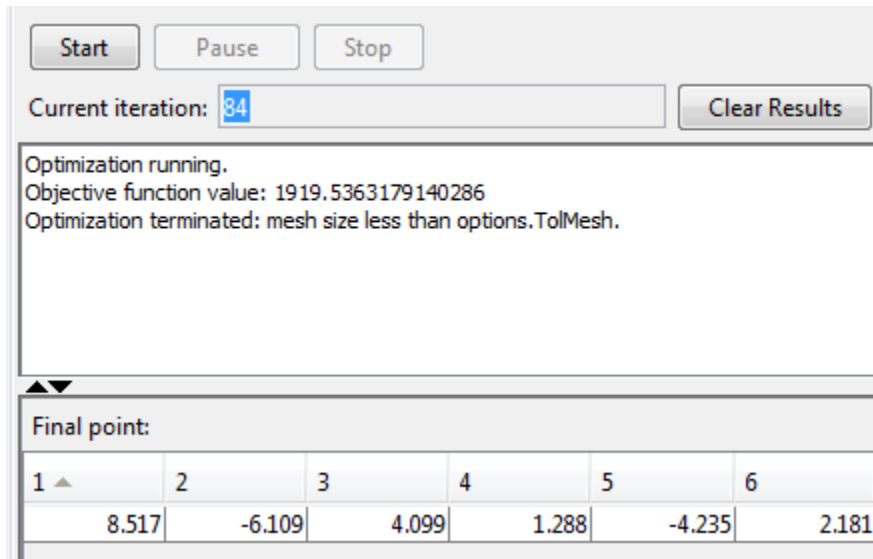 Start Pause Stop
Current iteration: 84 Clear Results
Optimization running.
Objective function value: 1919.5363179140286
Optimization terminated: mesh size less than options.TolMesh.
Final point:
1 2 3 4 5 6
8.517 -6.109 4.099 1.288 -4.235 2.181